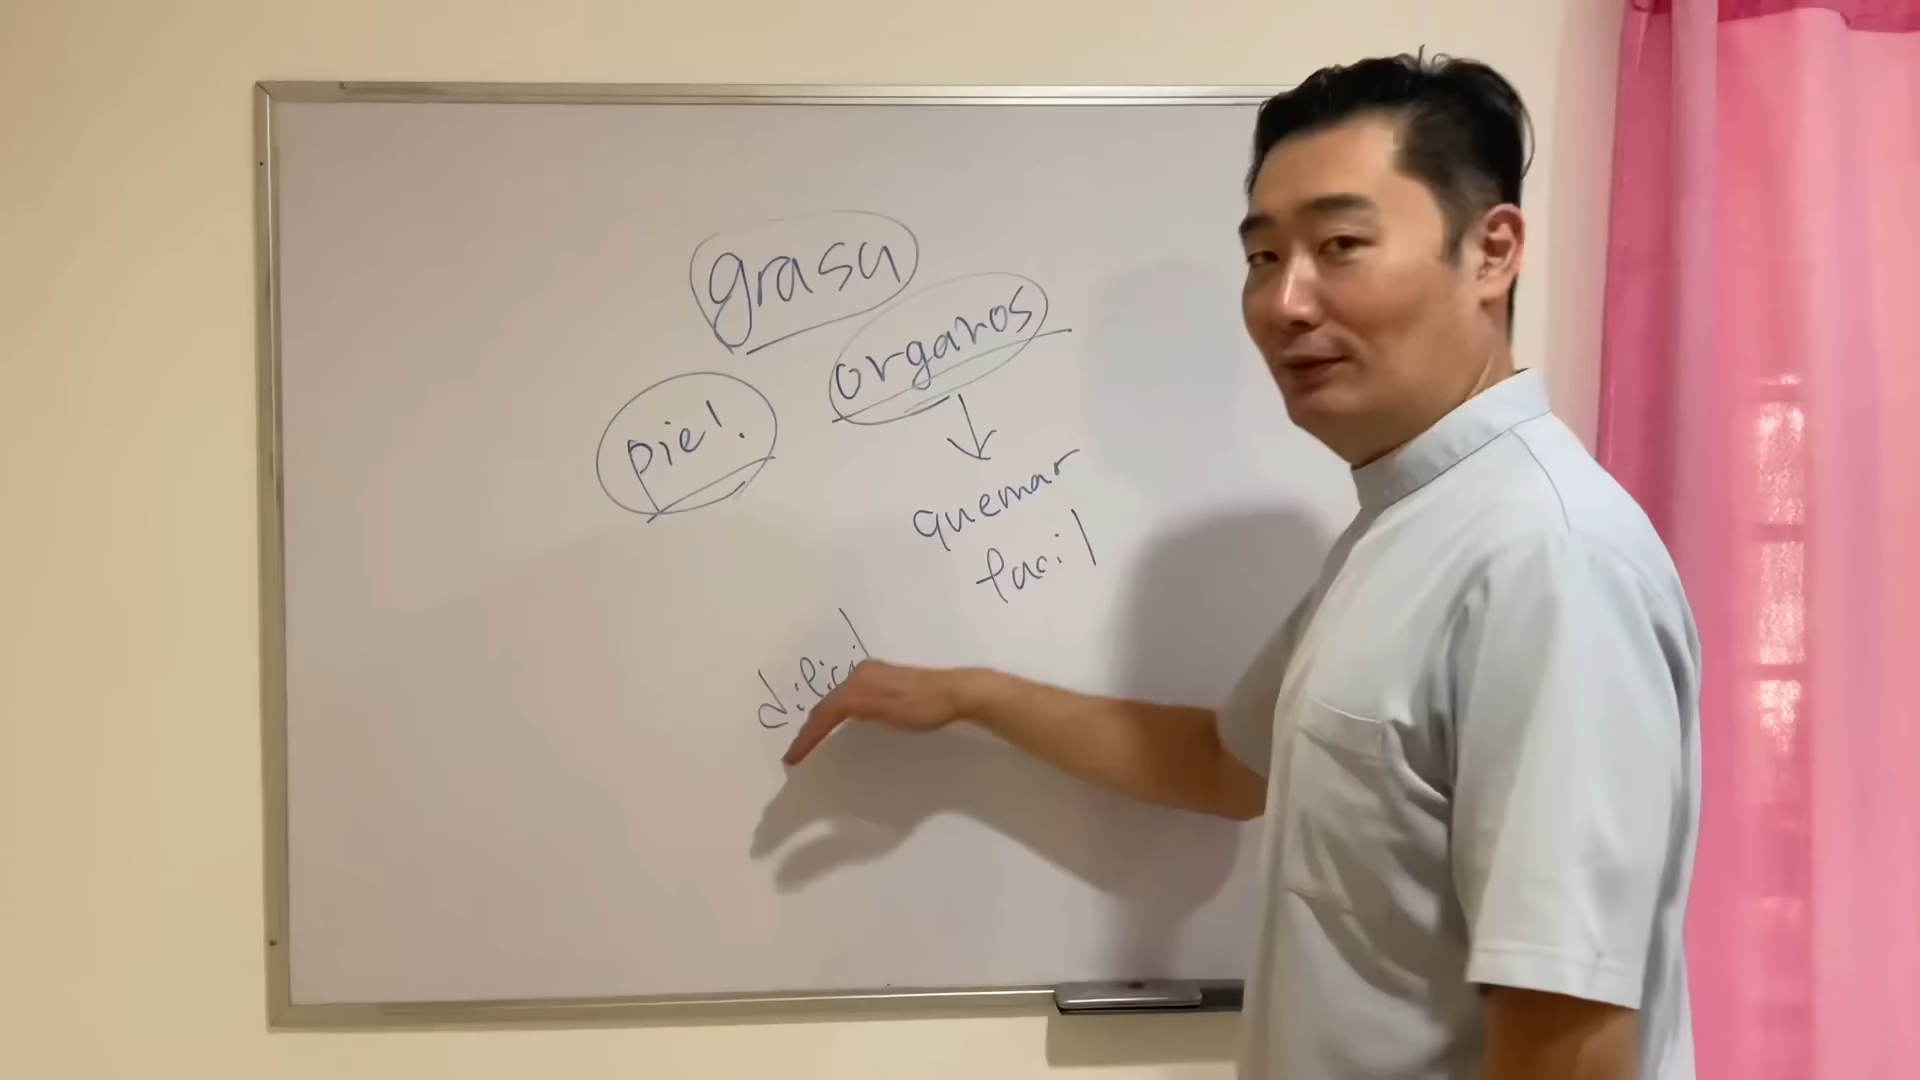 grasa
organos
piel.
quemar
facil
dificil